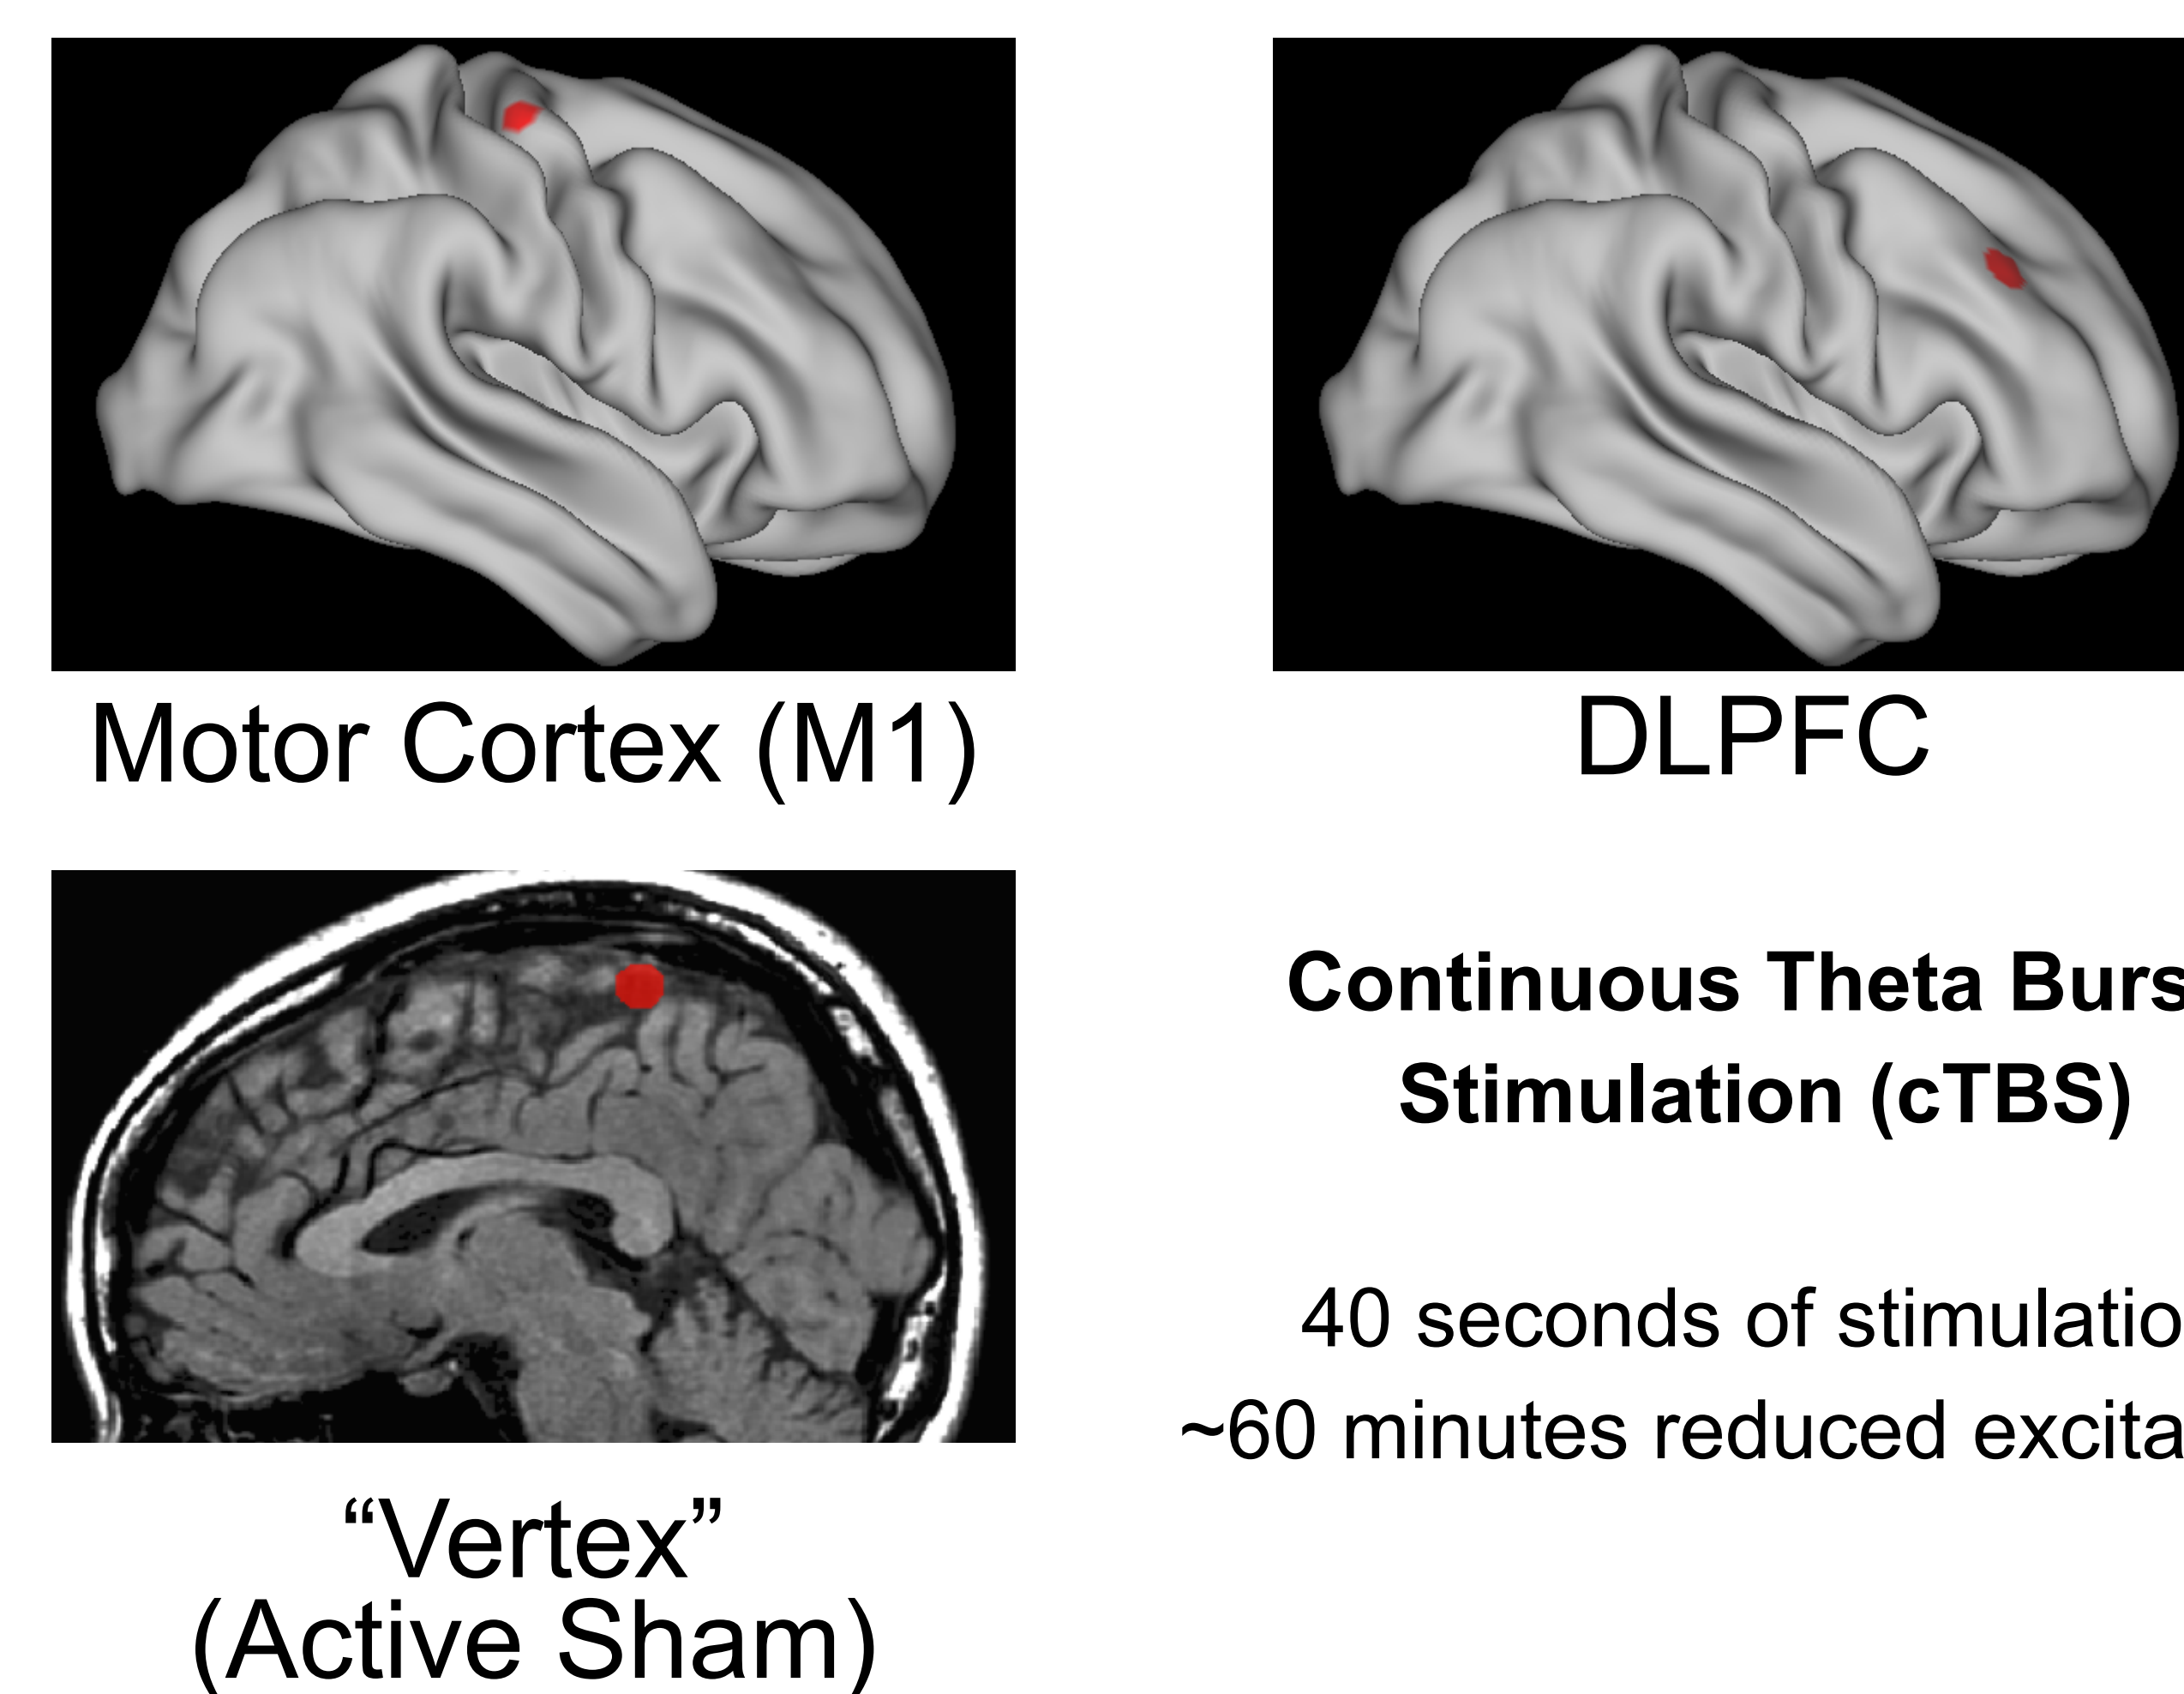 Motor Cortex (M1)
DLPFC
Continuous Theta Burs
Stimulation (cTBS)
40 seconds of stimulatio
~60 minutes reduced excita
“Vertex”
(Active Sham)